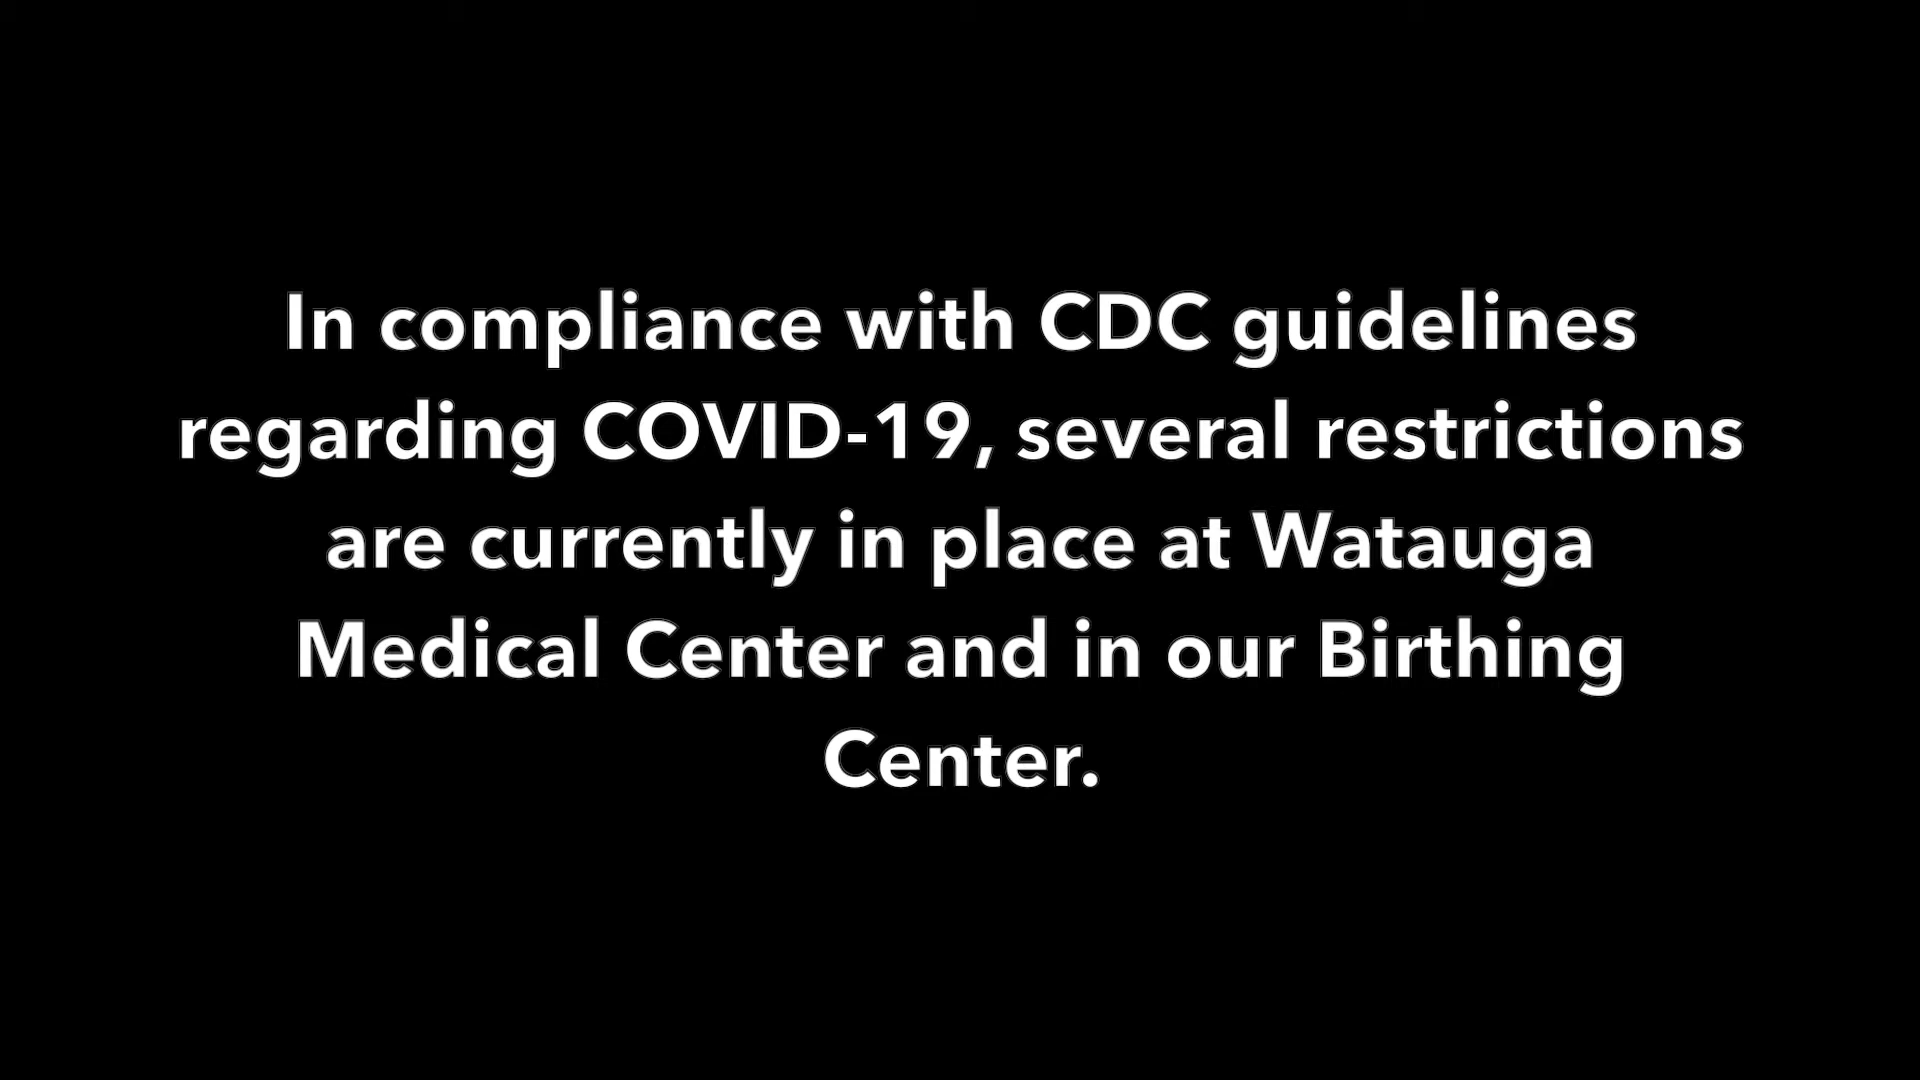 In compliance with CDC guidelines
regarding COVID-19, several restrictions
are currently in place at Watauga
Medical Center and in our Birthing
Center.